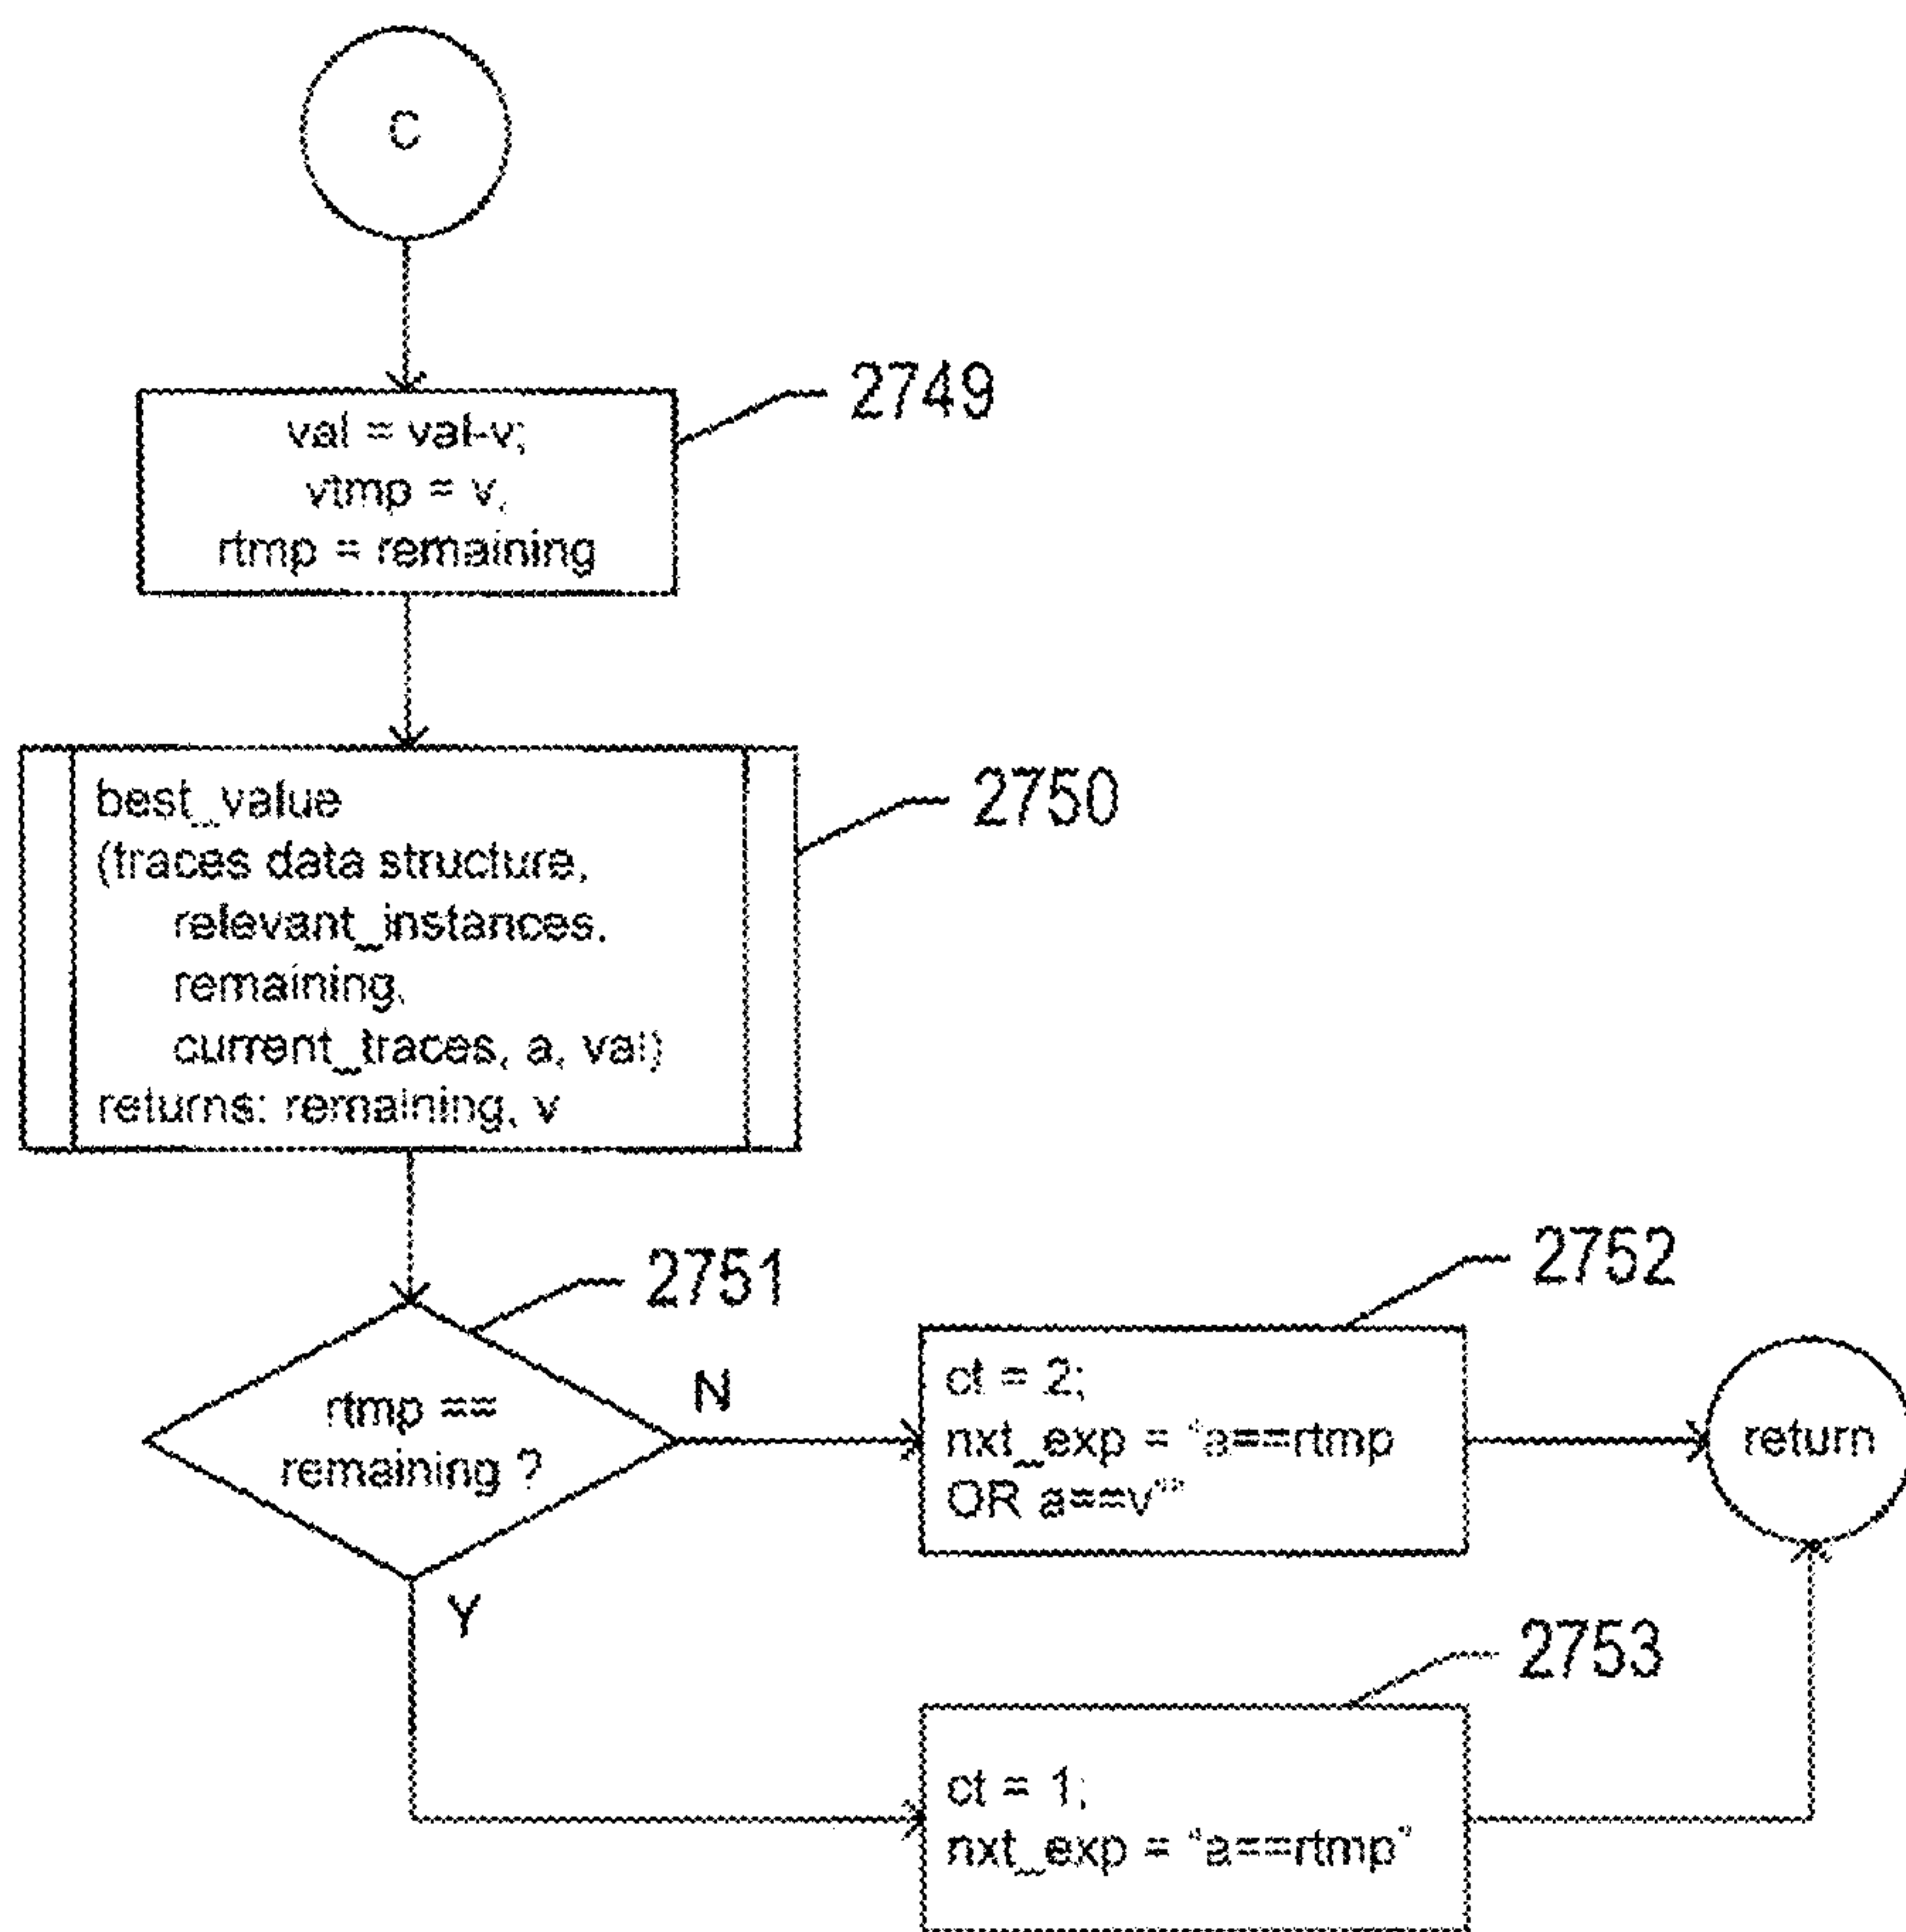 C
2749
val = val-v;
vtmp = v,
rtmp = remaining
2750
best_value
(traces data structure,
relevant_instances,
remaining,
current_traces, a, val)
returns: remaining, v
2751
rtmp ==
remaining ?
N
Y
2752
ct = 2;
nxt_exp = "a==rtmp
OR a==v""
return
2753
ct = 1;
nxt_exp = "a==rtmp"